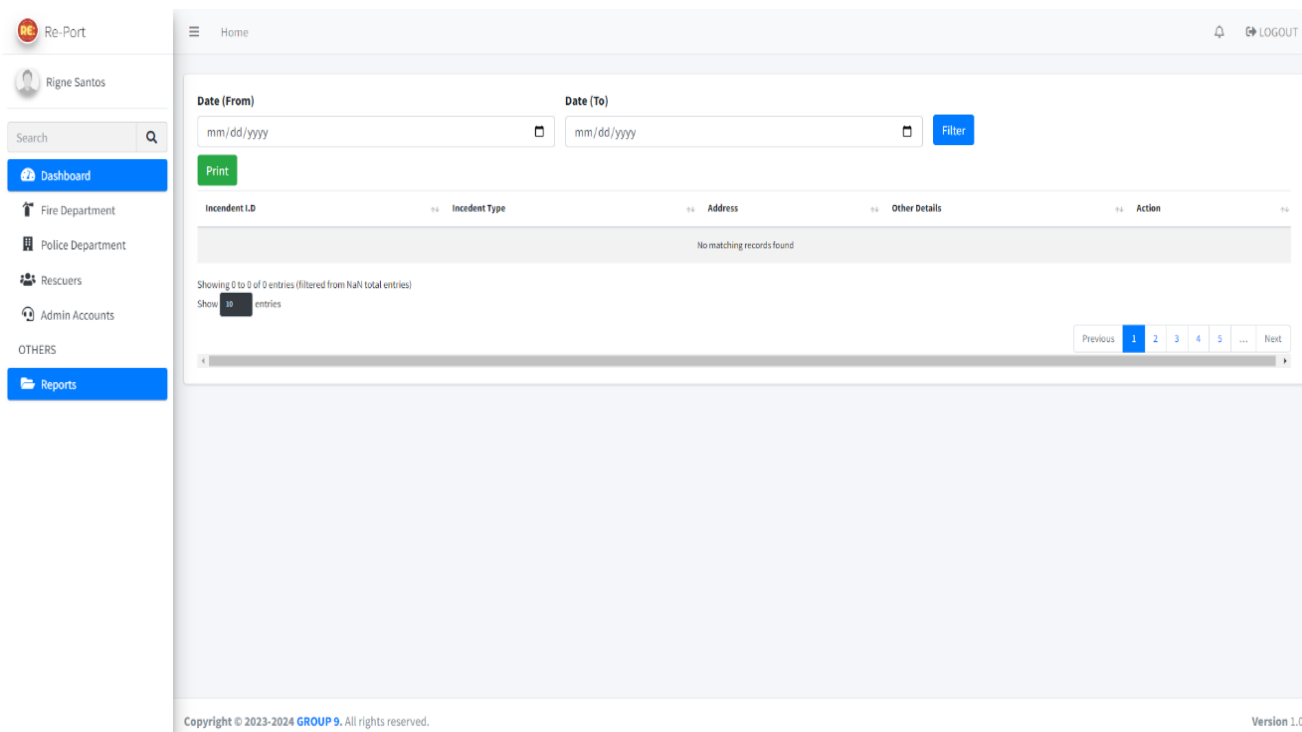 RE:
Re-Port
Home
LOGOUT
Rigne Santos
Search
Dashboard
Fire Department
Police Department
Rescuers
Admin Accounts
OTHERS
Reports
Date (From)
Date (To)
mm/dd/yyyy
mm/dd/yyyy
Filter
Print
Incendent I.D Incedent Type Address Other Details Action
No matching records found
Showing 0 to 0 of 0 entries (filtered from NaN total entries)
Show 10 entries
Previous 1 2 3 4 5 ... Next
Copyright © 2023-2024 GROUP 9. All rights reserved.
Version 1.0